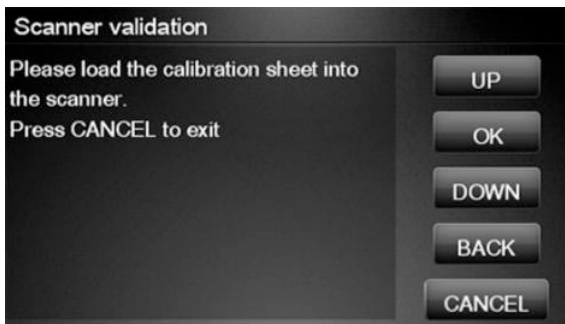 Scanner validation
Please load the calibration sheet into
the scanner.
Press CANCEL to exit
UP
OK
DOWN
BACK
CANCEL